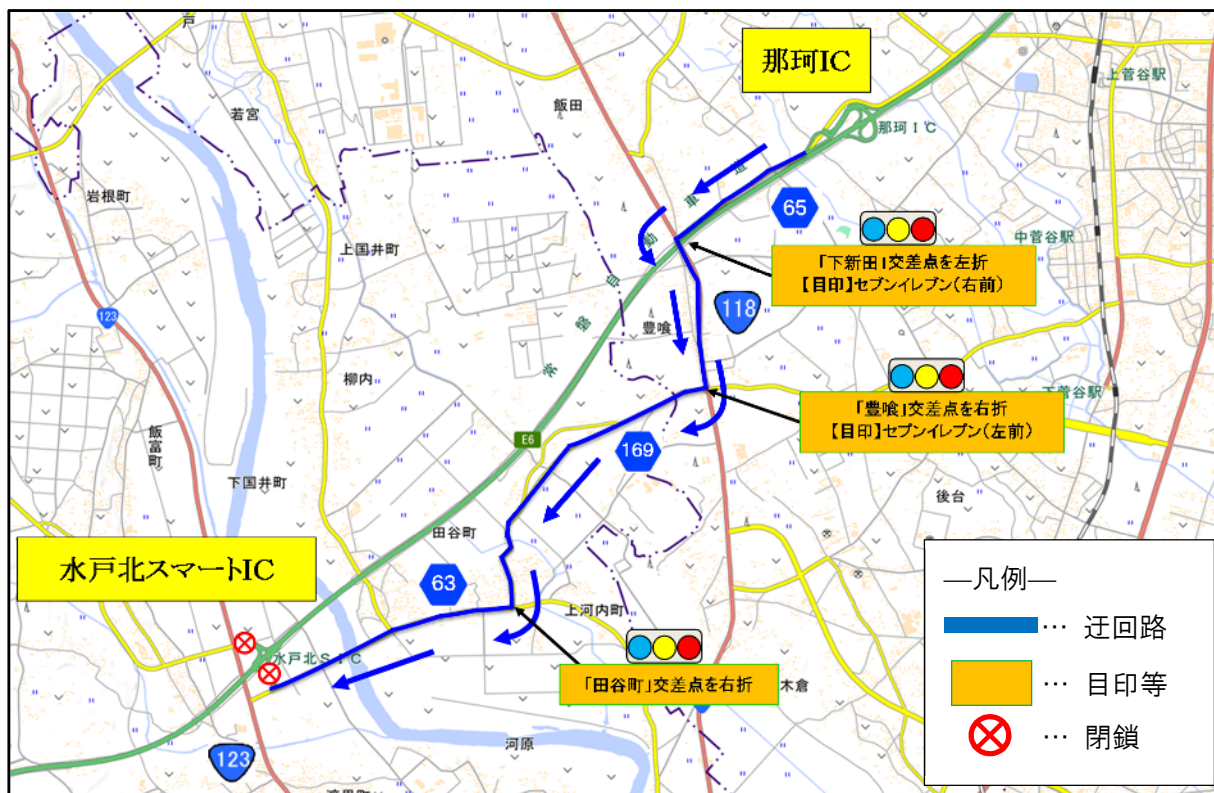 那珂IC
戸
若宮
飯田
上菅谷駅
那珂IC
岩根町
道
65
中菅谷駅
車
「下新田」交差点を左折
【目印】セブンイレブン(右前)
上国井町
動
自
118
123
豊喰
磐
常
柳内
下菅谷駅
「豊喰」交差点を右折
【目印】セブンイレブン(左前)
飯富町
E6
169
下国井町
後台
田谷町
水戸北スマートIC
63
上河内町
水戸北SIC
「田谷町」交差点を右折
木倉
河原
123
―凡例―
… 迂回路
… 目印等
… 閉鎖